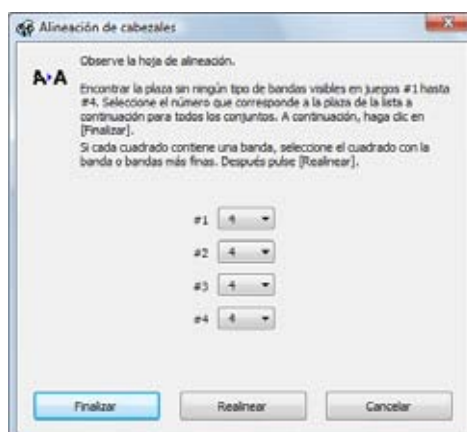 Alineación de cabezales
Observe la hoja de alineación.
A A
Encontrar la plaza sin ningún tipo de bandas visibles en juegos #1 hasta
#4. Seleccione el número que corresponde a la plaza de la lista a
continuación para todos los conjuntos. A continuación, haga clic en
[Finalizar].
Si cada cuadrado contiene una banda, seleccione el cuadrado con la
banda o bandas más finas. Después pulse [Realinear].
#1 4
#2 4
#3 4
#4 4
Finalizar Realinear Cancelar